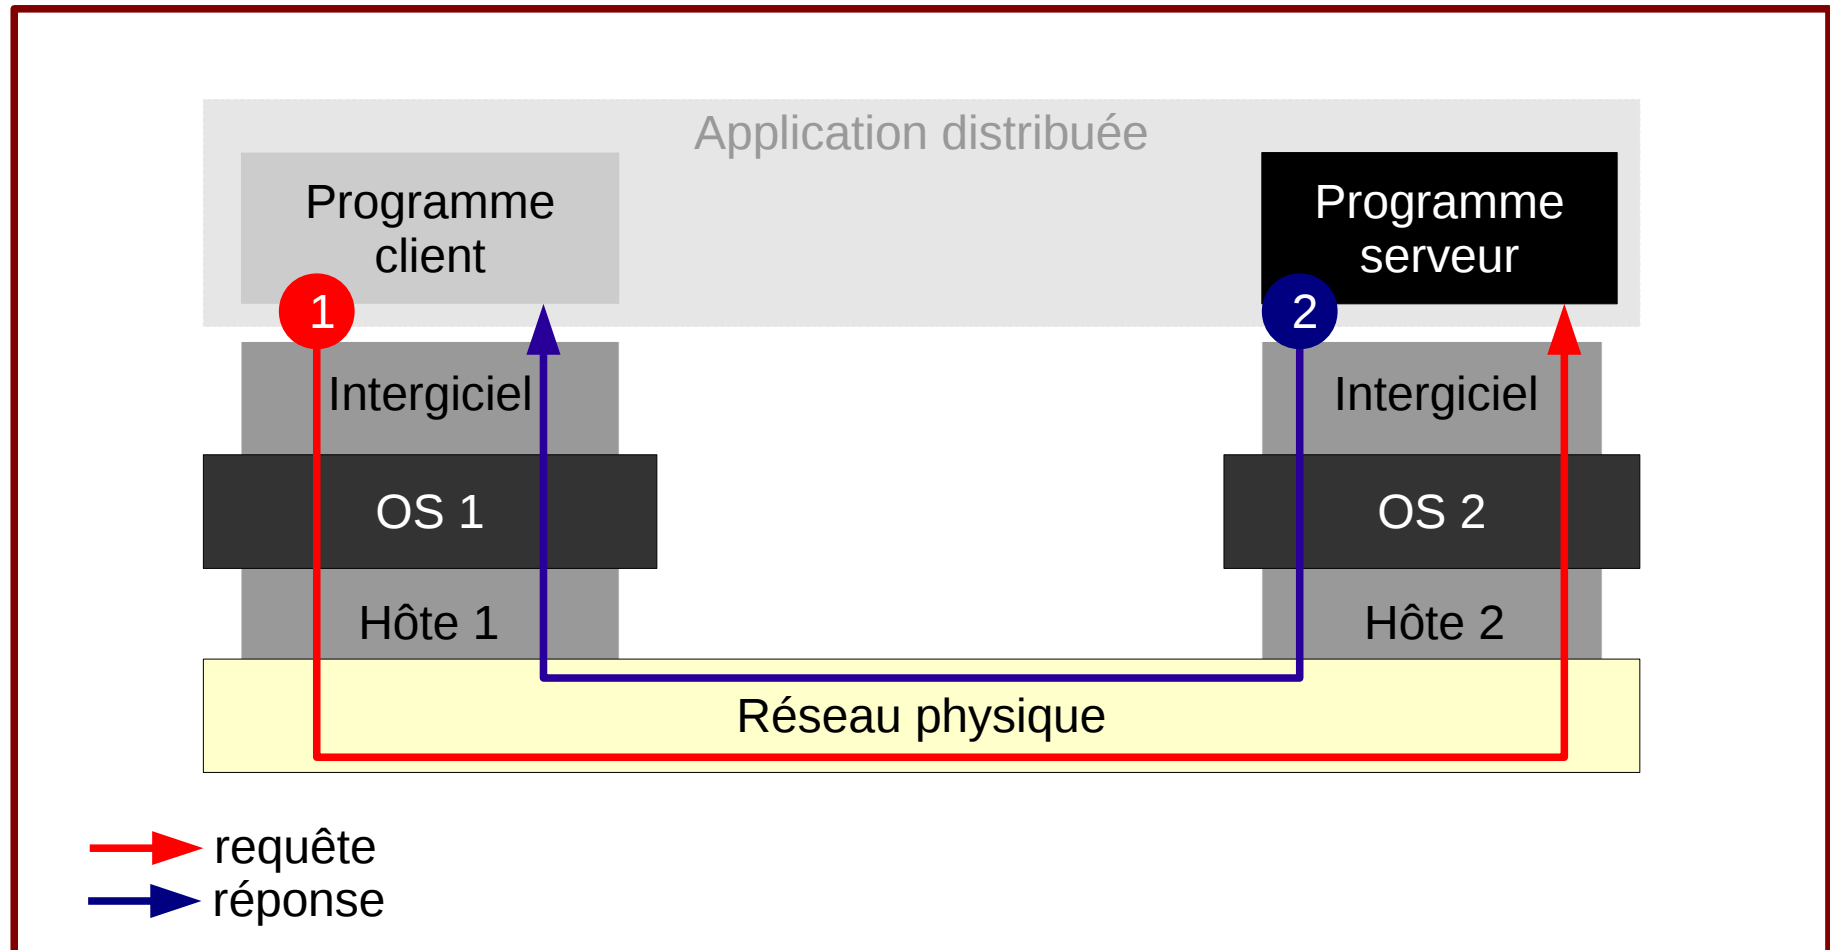 Application distribuée
Programme
client
Programme
serveur
1
2
Intergiciel
Intergiciel
OS 1
OS 2
Hôte 1
Hôte 2
Réseau physique
requête
réponse